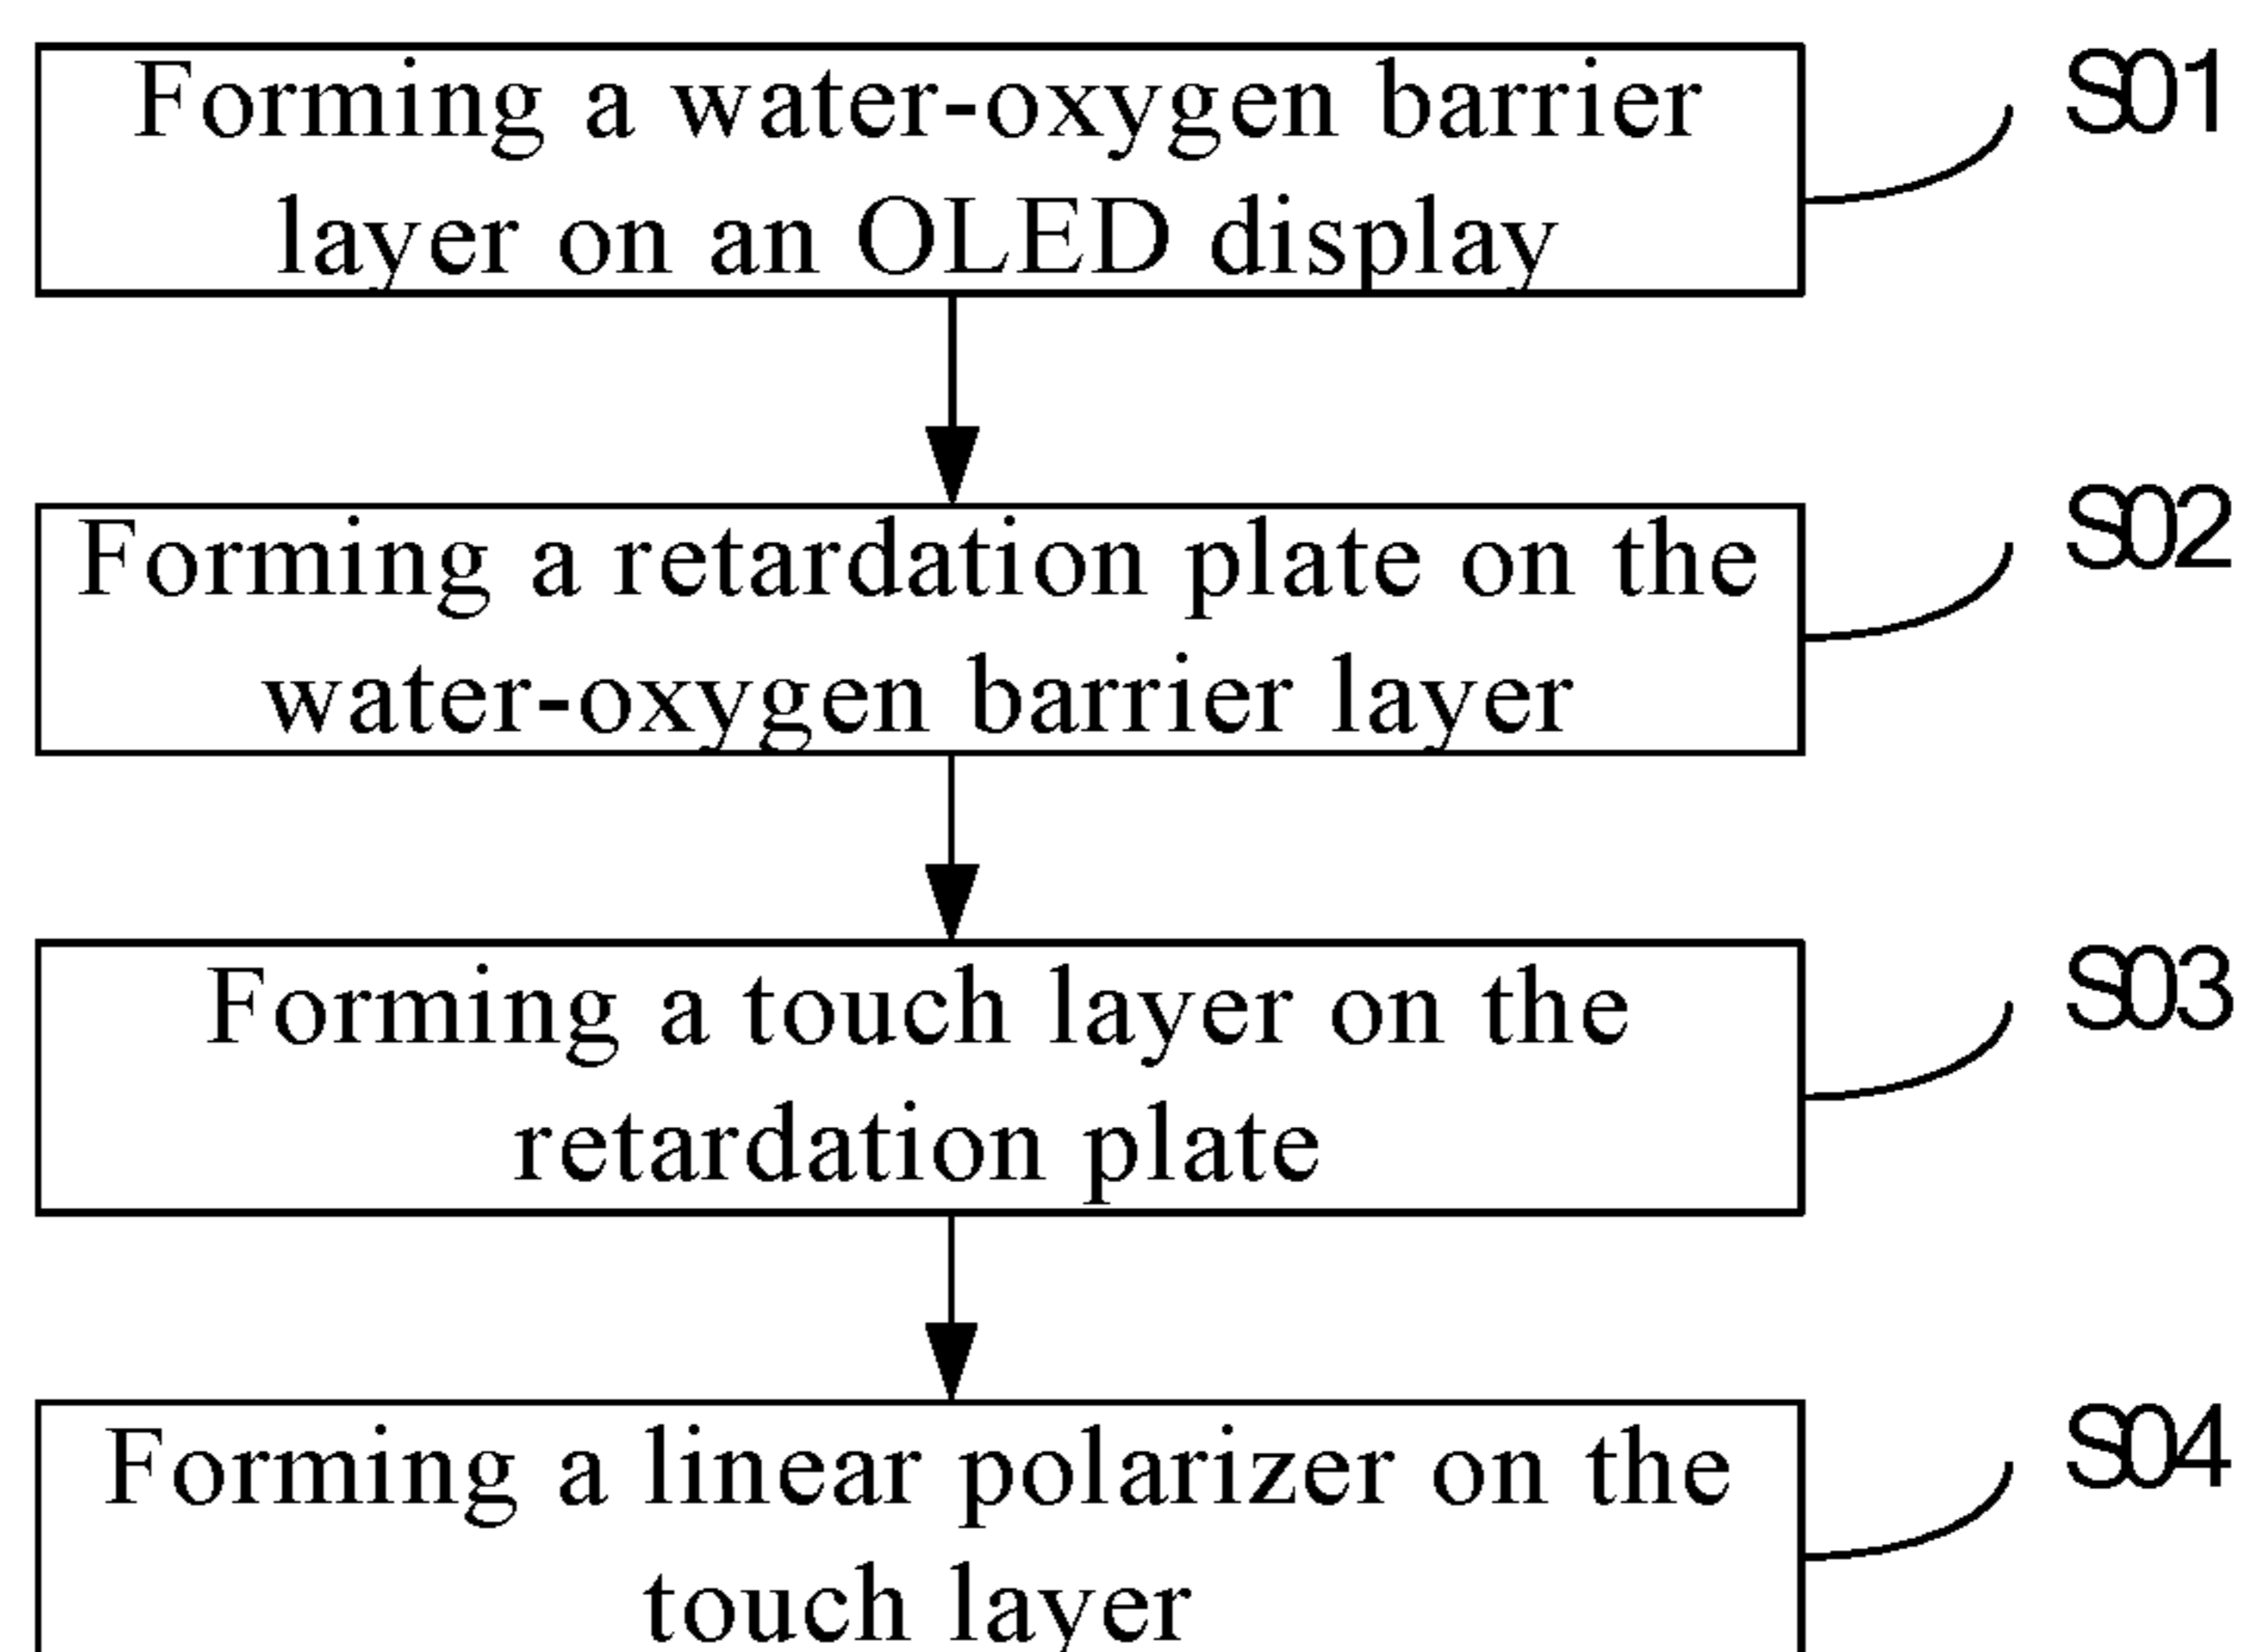 Forming a water-oxygen barrier
layer on an OLED display
S01
Forming a retardation plate on the
water-oxygen barrier layer
S02
Forming a touch layer on the
retardation plate
S03
Forming a linear polarizer on the
touch layer
S04